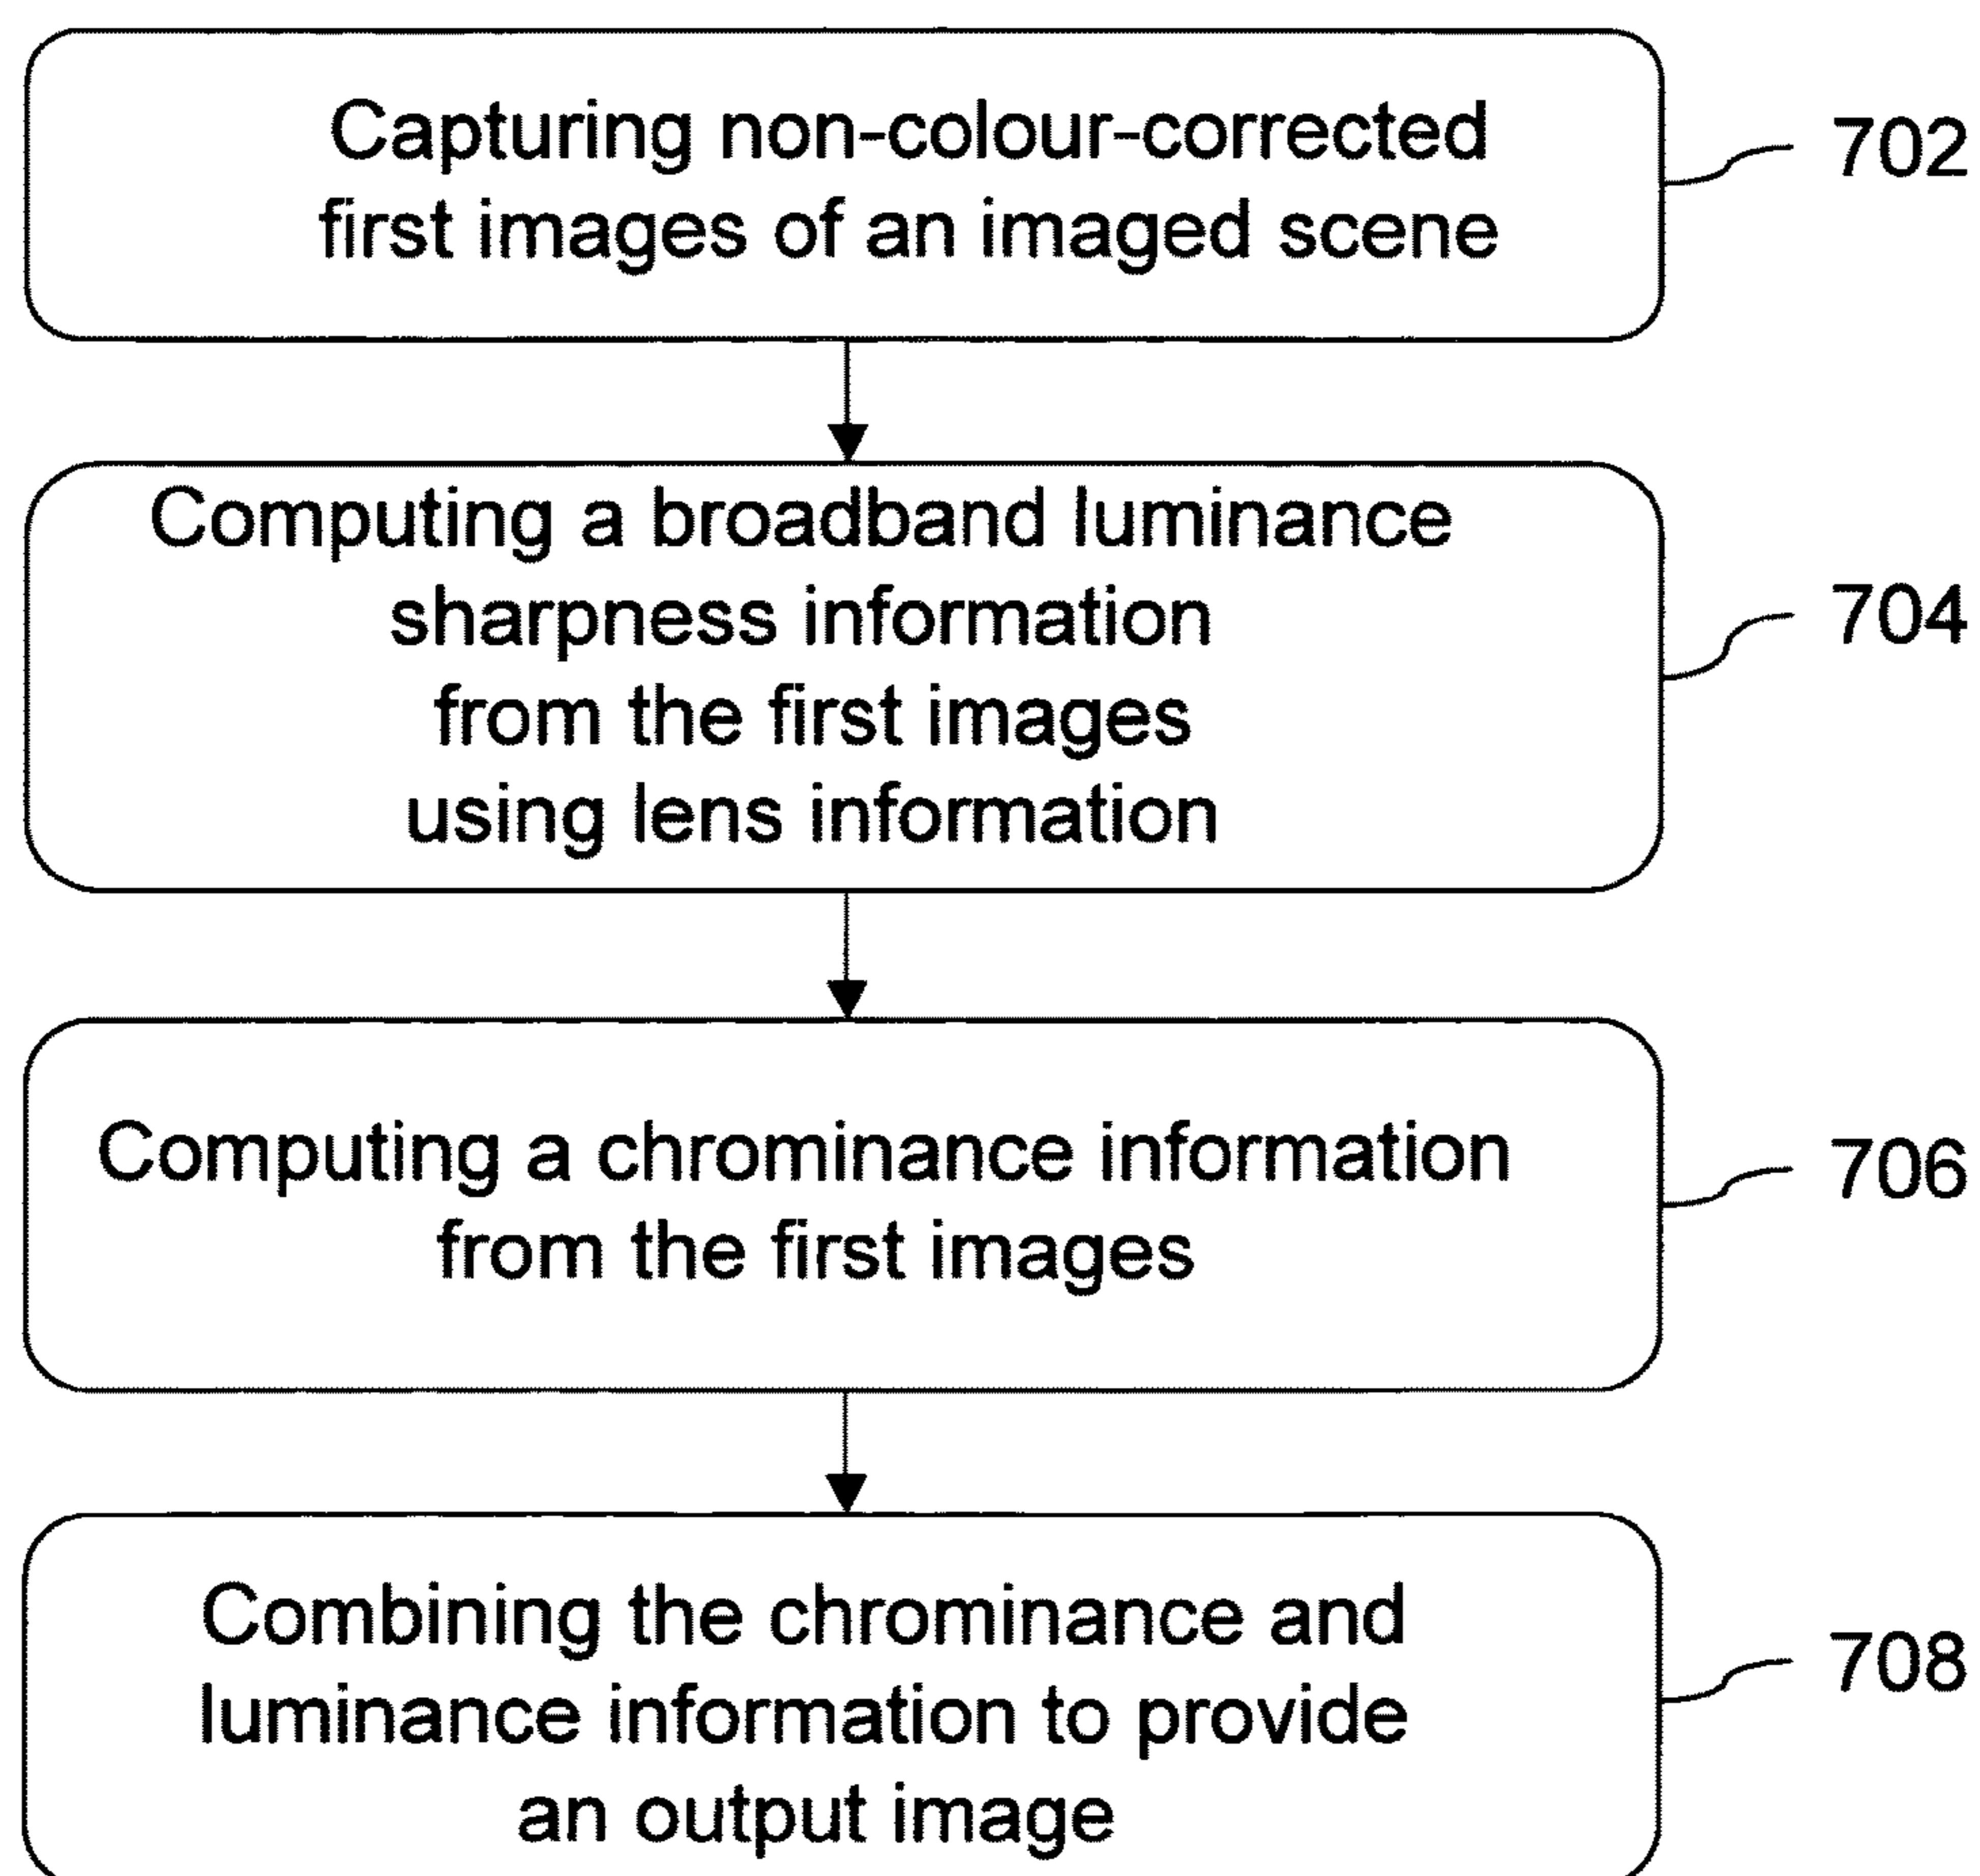 Capturing non-colour-corrected
first images of an imaged scene
702
Computing a broadband luminance
sharpness information
from the first images
using lens information
704
Computing a chrominance information
from the first images
706
Combining the chrominance and
luminance information to provide
an output image
708